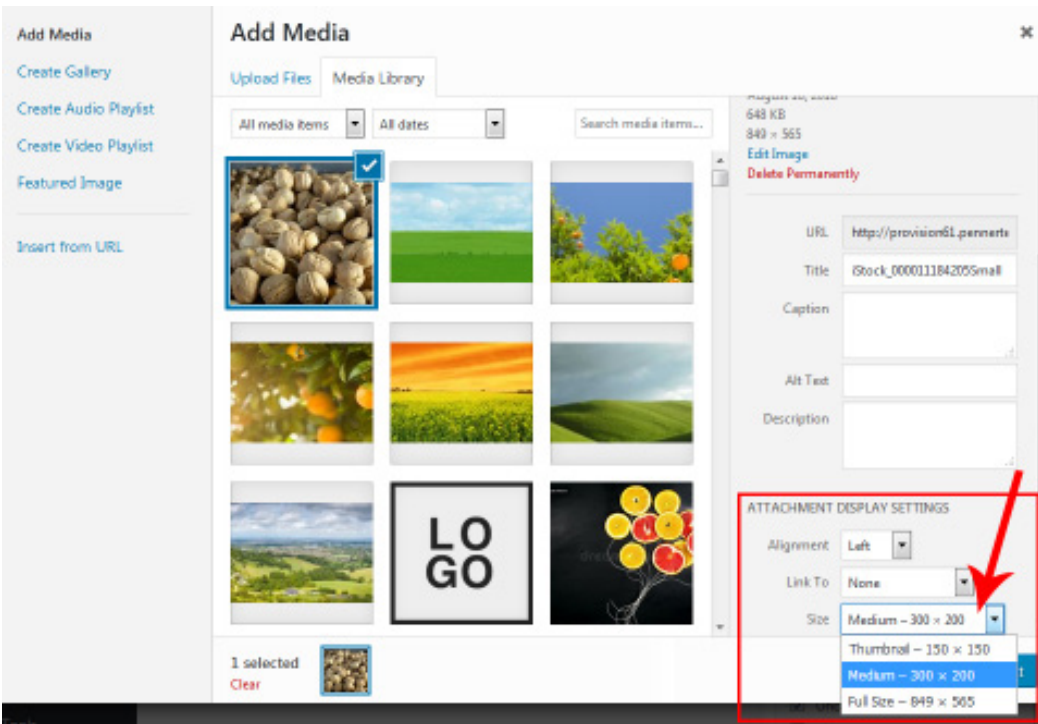 Add Media
Create Gallery
Create Audio Playlist
Create Video Playlist
Featured Image
Insert from URL
Add Media
Upload Files
Media Library
All media items
All dates
Search media items...
648 KB
849 × 565
Edit Image
Delete Permanently
URL http://provision61.pennerte
Title iStock_000011184205Small
Caption
Alt Text
Description
LO
GO
ATTACHMENT DISPLAY SETTINGS
Alignment Left
Link To None
Size Medium – 300 × 200
Thumbnail – 150 × 150
Medium – 300 × 200
Full Size – 849 × 565
1 selected
Clear